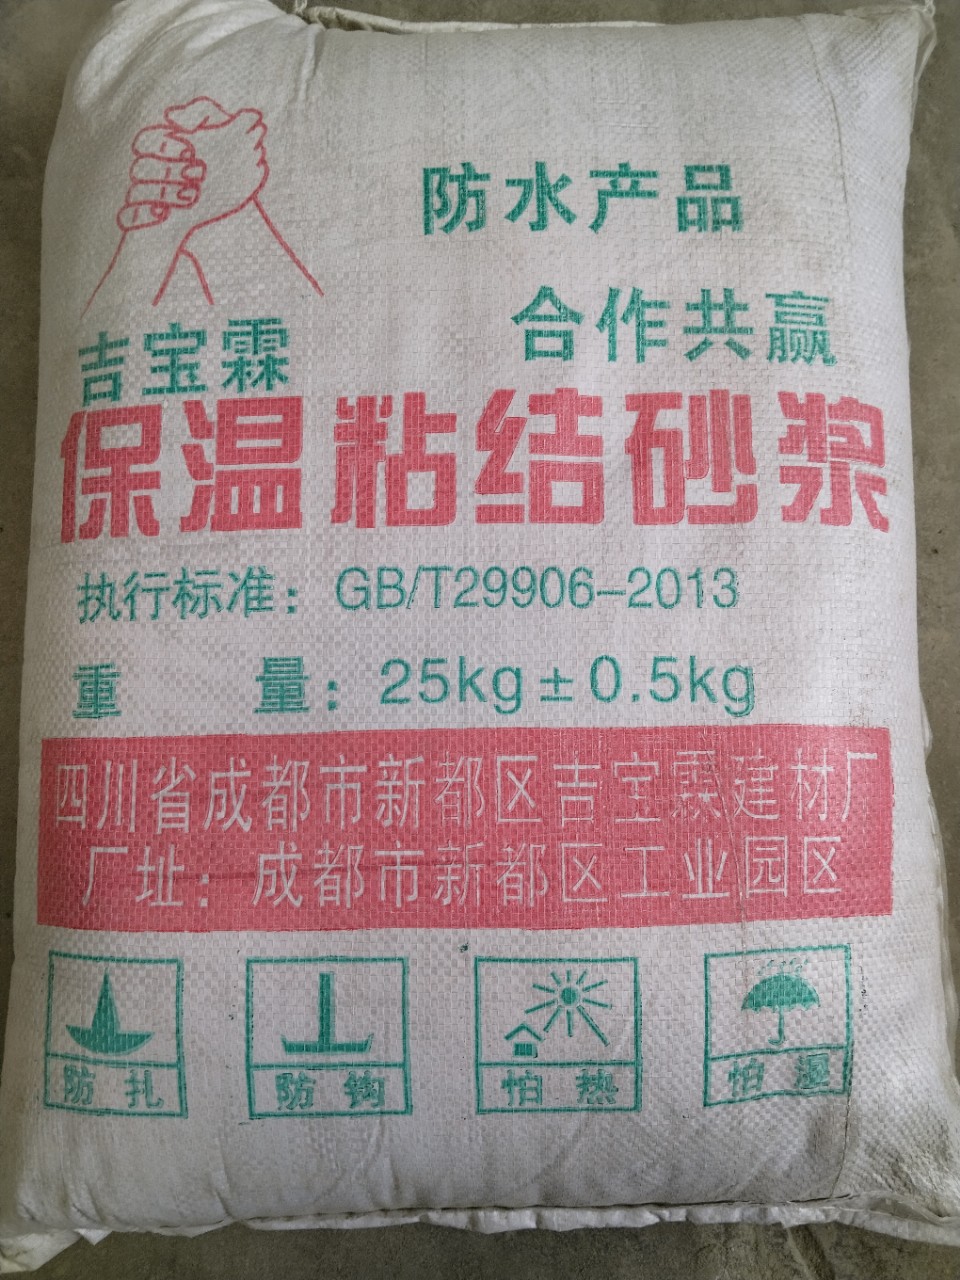 防水产品
合作共赢
吉宝霖
保温粘结砂浆
执行标准：GB/T29906-2013
重 量：25kg±0.5kg
四川省成都市新都区吉宝霖建材厂
厂址：成都市新都区工业园区
防扎 防钩 怕热 怕湿